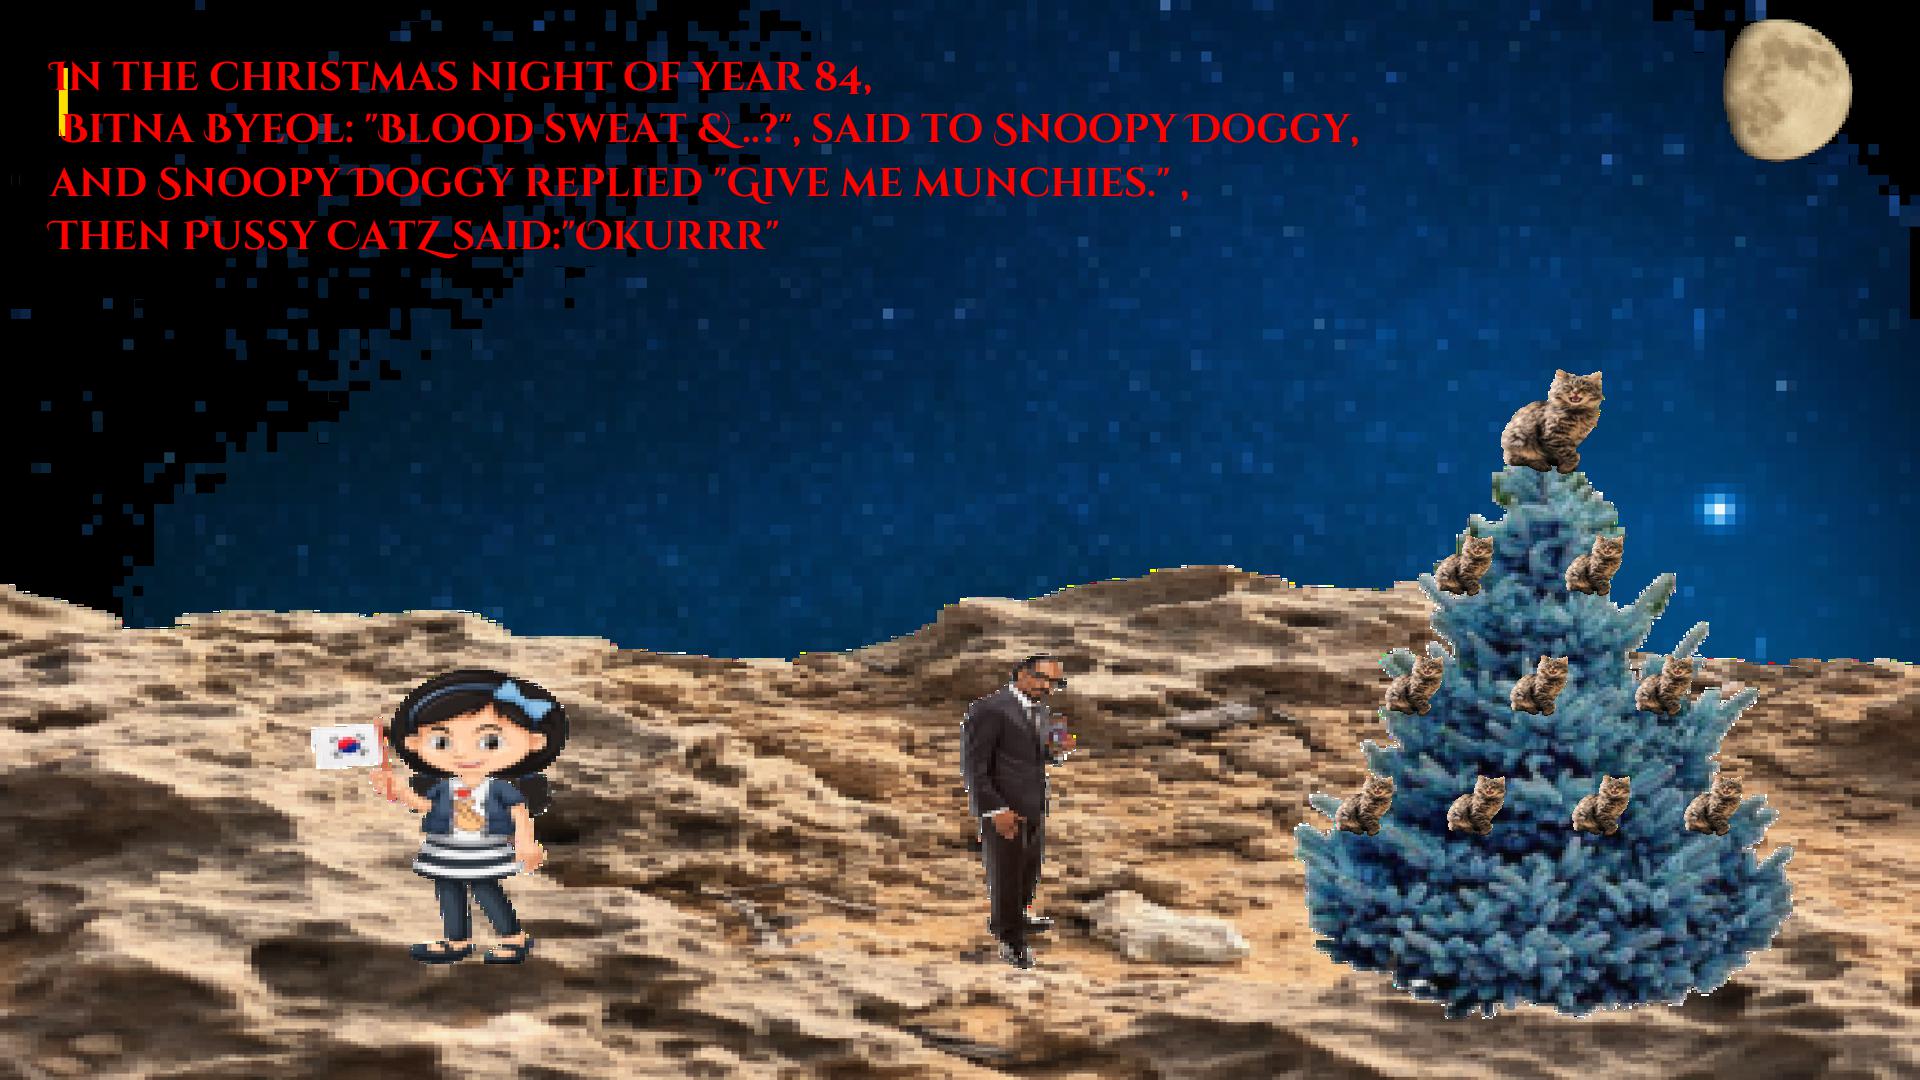 In the Christmas night of year 84,
Bitna Byeol: "Blood sweat & ..?", said to Snoopy Doggy,
and Snoopy Doggy replied "Give me munchies." ,
Then Pussy Catz said:"Okurrr"